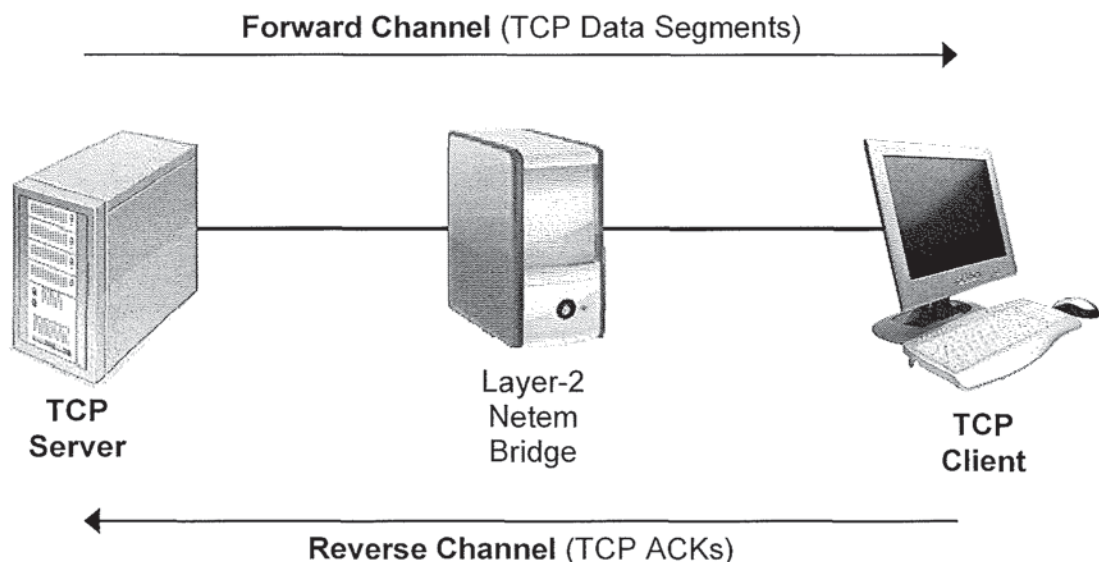 Forward Channel (TCP Data Segments)
TCP
Server
Layer-2
Netem
Bridge
TCP
Client
Reverse Channel (TCP ACKs)